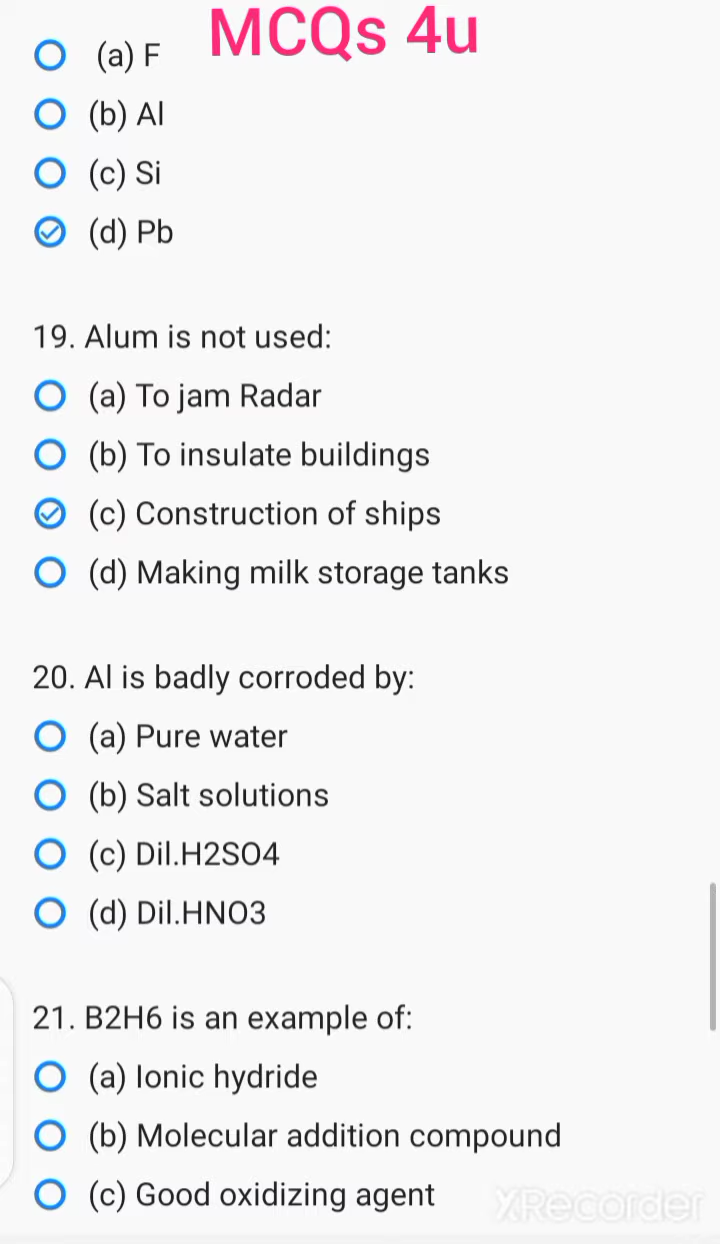 MCQs 4u
(a) F
(b) Al
(c) Si
(d) Pb
19. Alum is not used:
(a) To jam Radar
(b) To insulate buildings
(c) Construction of ships
(d) Making milk storage tanks
20. Al is badly corroded by:
(a) Pure water
(b) Salt solutions
(c) Dil.H2SO4
(d) Dil.HNO3
21. B2H6 is an example of:
(a) Ionic hydride
(b) Molecular addition compound
(c) Good oxidizing agent
XRecorder